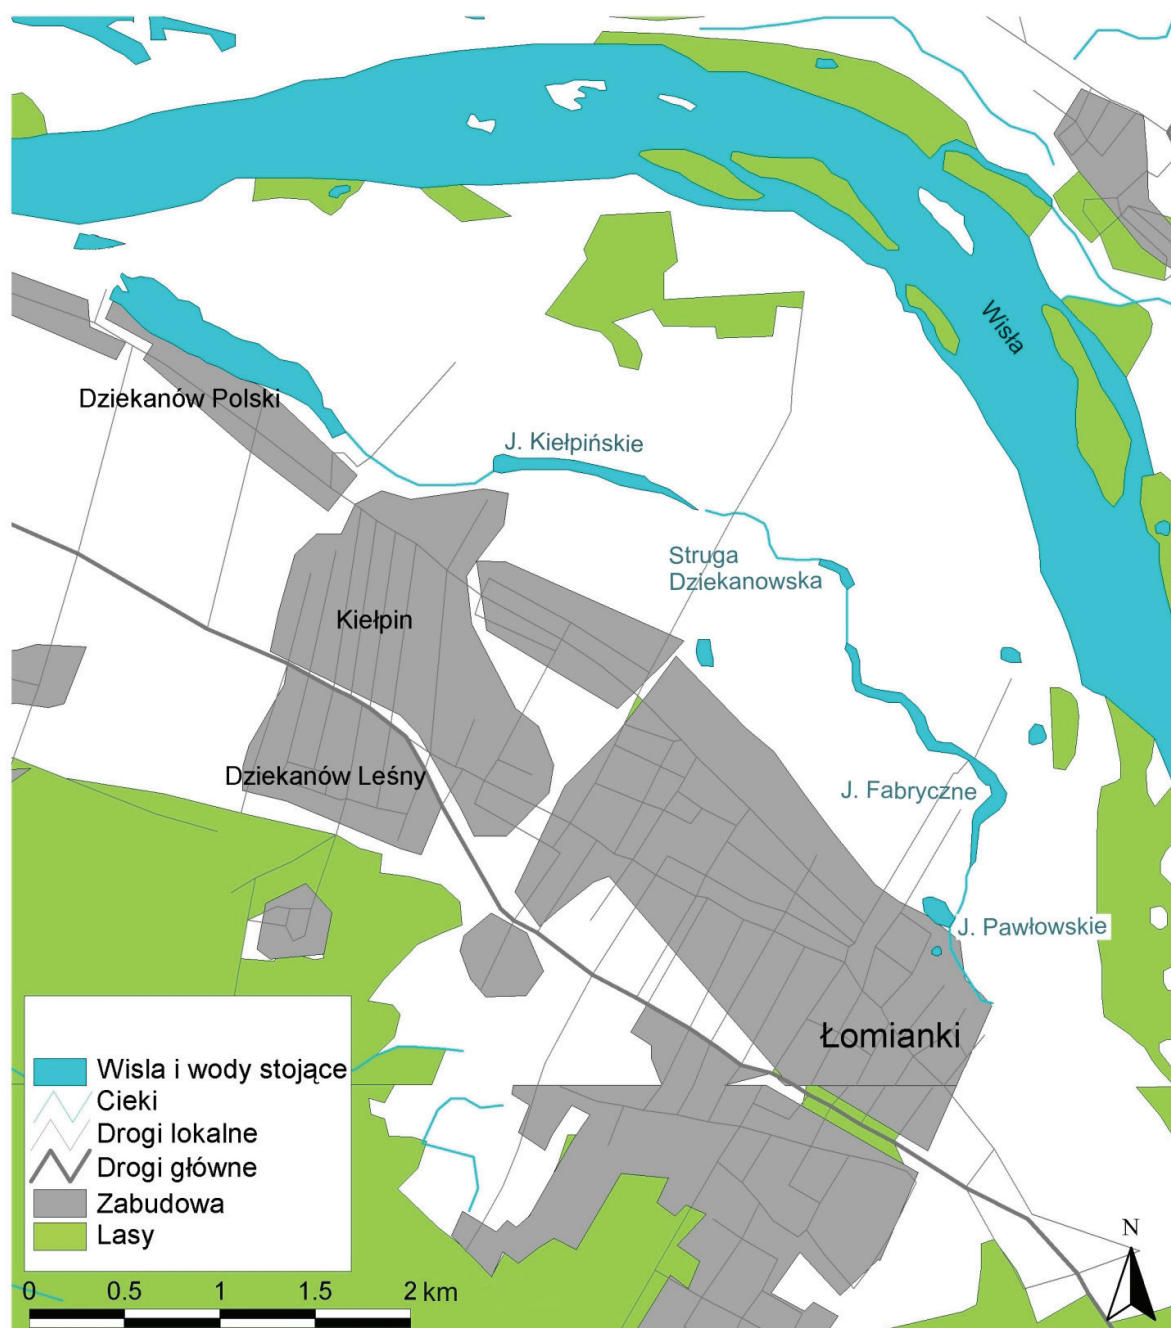 Wisła
Dziekanów Polski
J. Kiełpińskie
Struga
Dziekanowska
Kiełpin
Dziekanów Leśny
J. Fabryczne
J. Pawłowskie
Łomianki
Wisla i wody stojące
Cieki
Drogi lokalne
Drogi główne
Zabudowa
Lasy
N
0 0.5 1 1.5 2 km